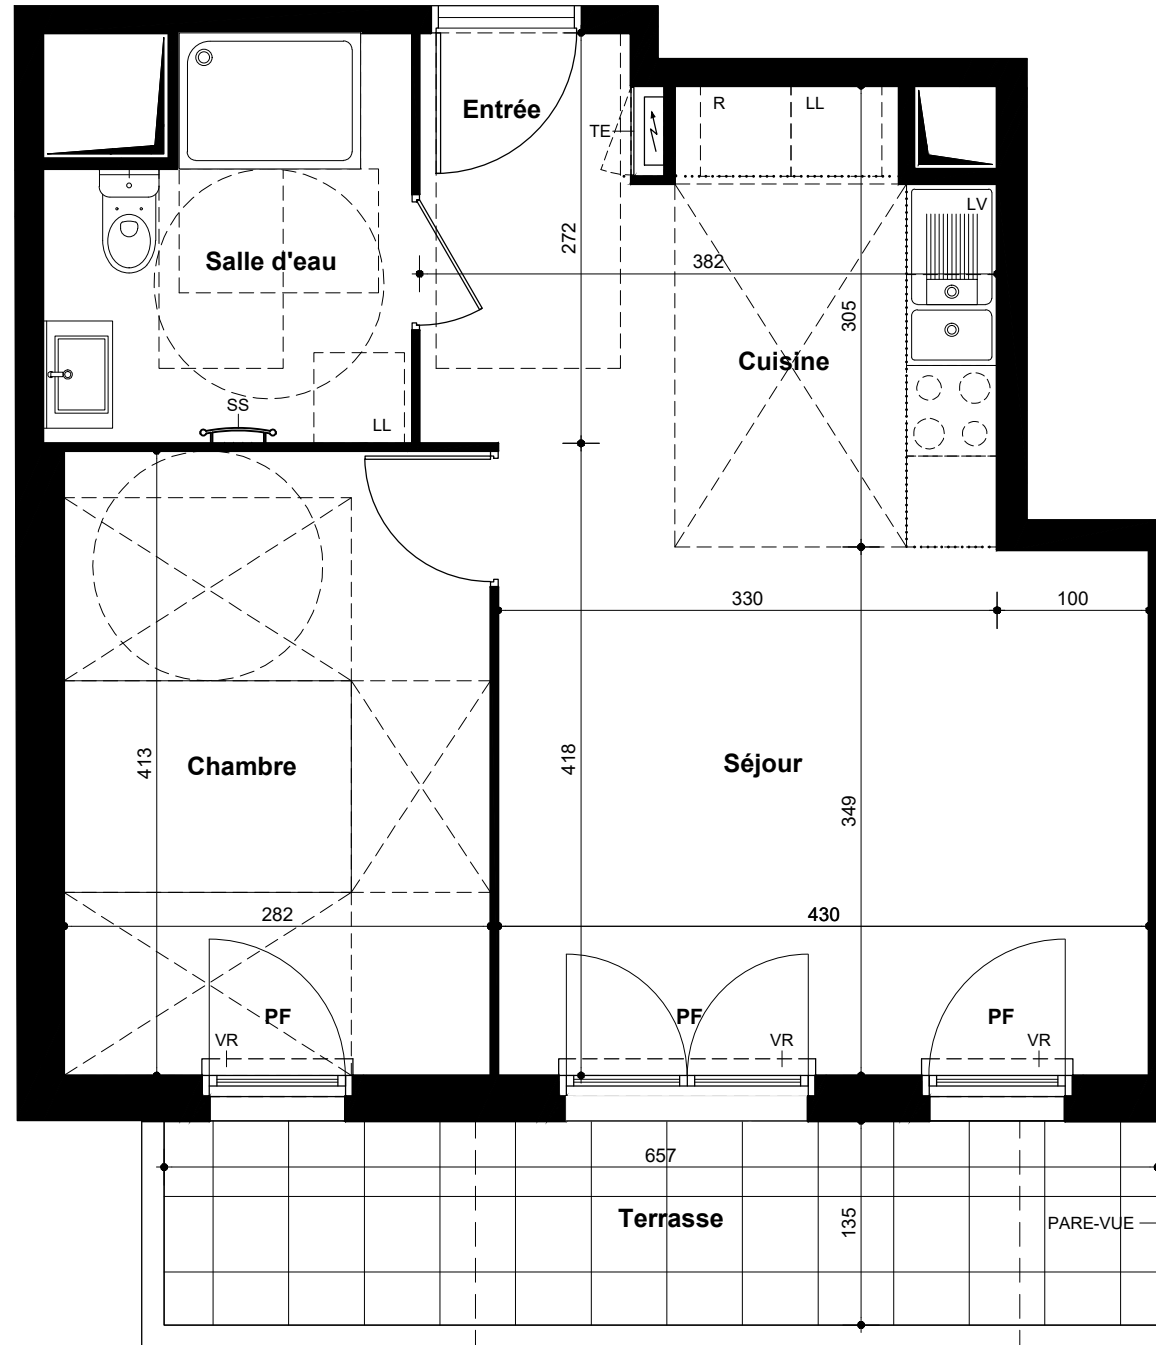 Entrée
R
LL
TE
LV
272
Salle d'eau
382
305
Cuisine
SS
LL
330
100
413
Chambre
418
Séjour
349
282
430
PF
PF
PF
VR
VR
VR
657
Terrasse
135
PARE-VUE